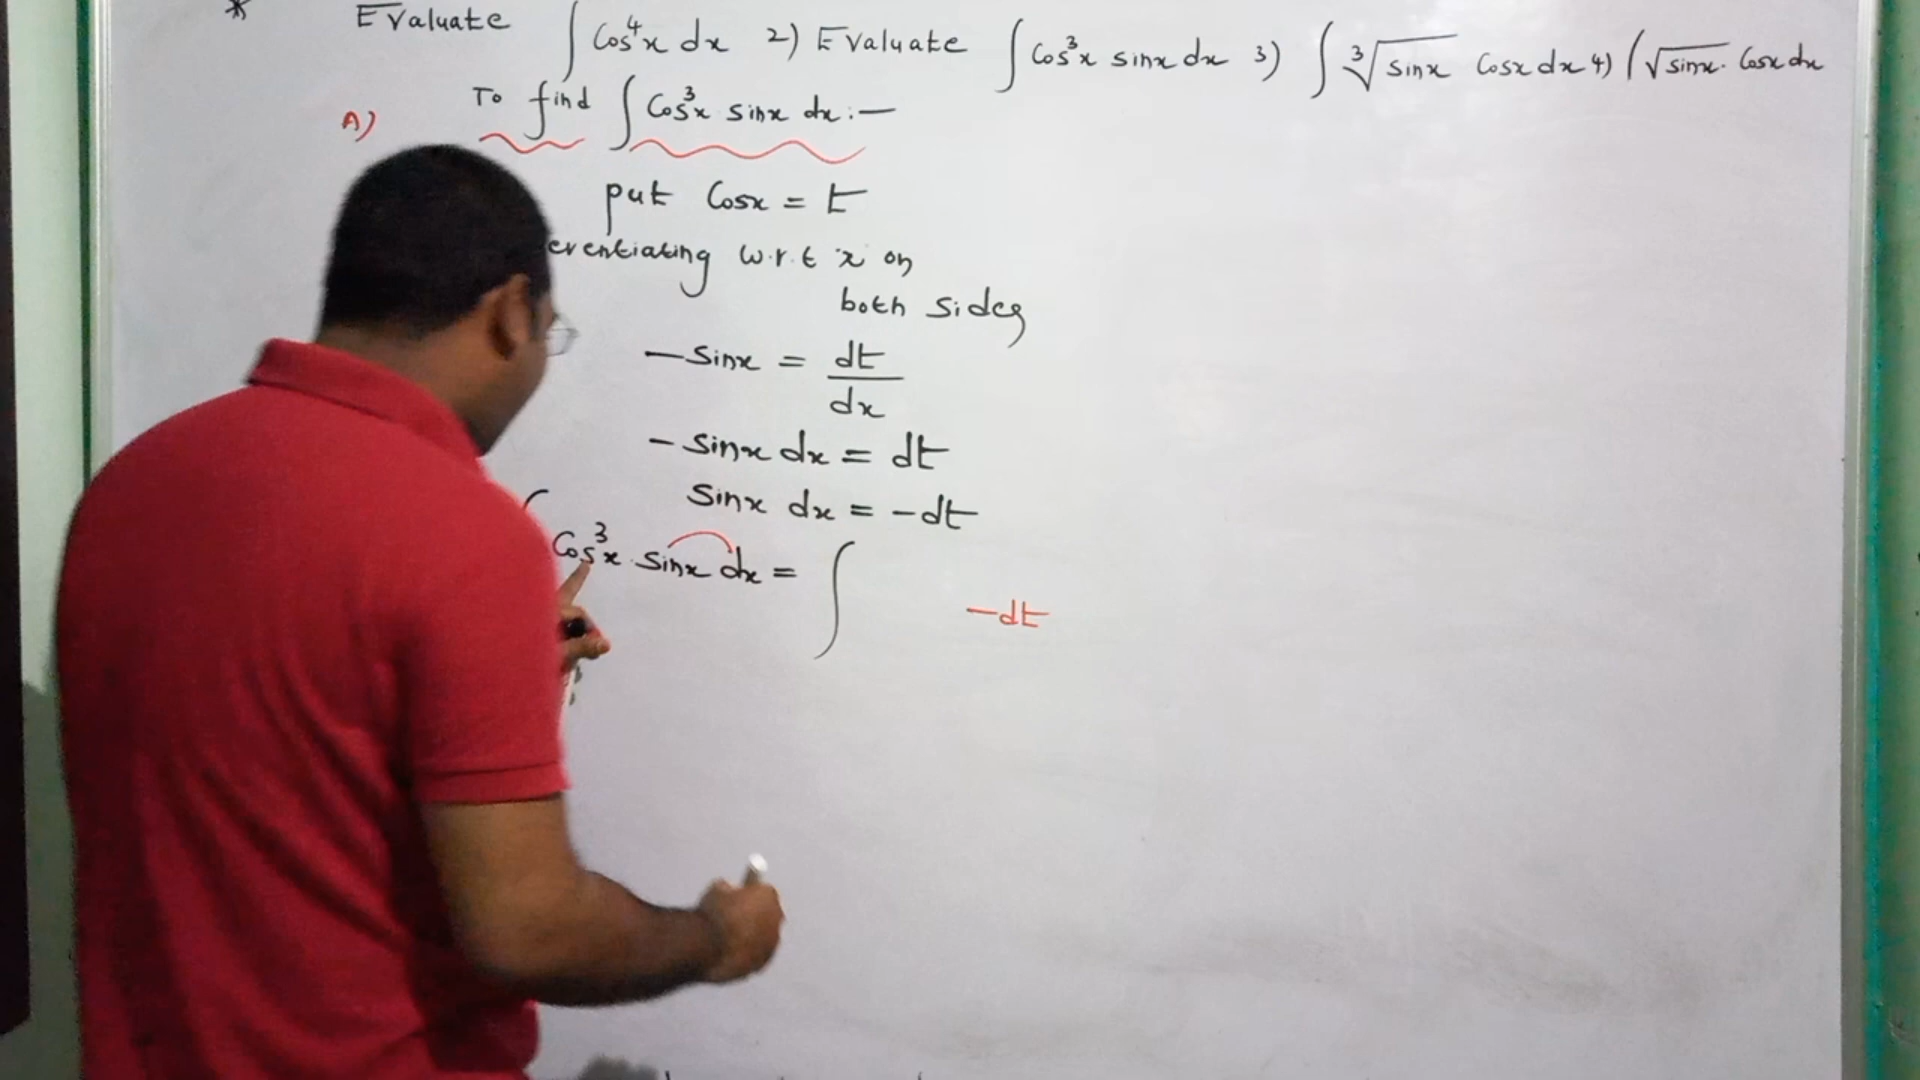 * Evaluate ∫ Cos⁴x dx 2) Evaluate ∫ Cos³x sinx dx 3) ∫ ∛sinx Cosx dx 4) ∫ √sinx. Cosx dx
A) To find ∫ Cos³x sinx dx :—
put Cosx = t
erentiating w.r.t x on
both sides
—Sinx = dt/dx
- Sinx dx = dt
Sinx dx = -dt
∫ Cos³x . Sinx dx = ∫ —dt